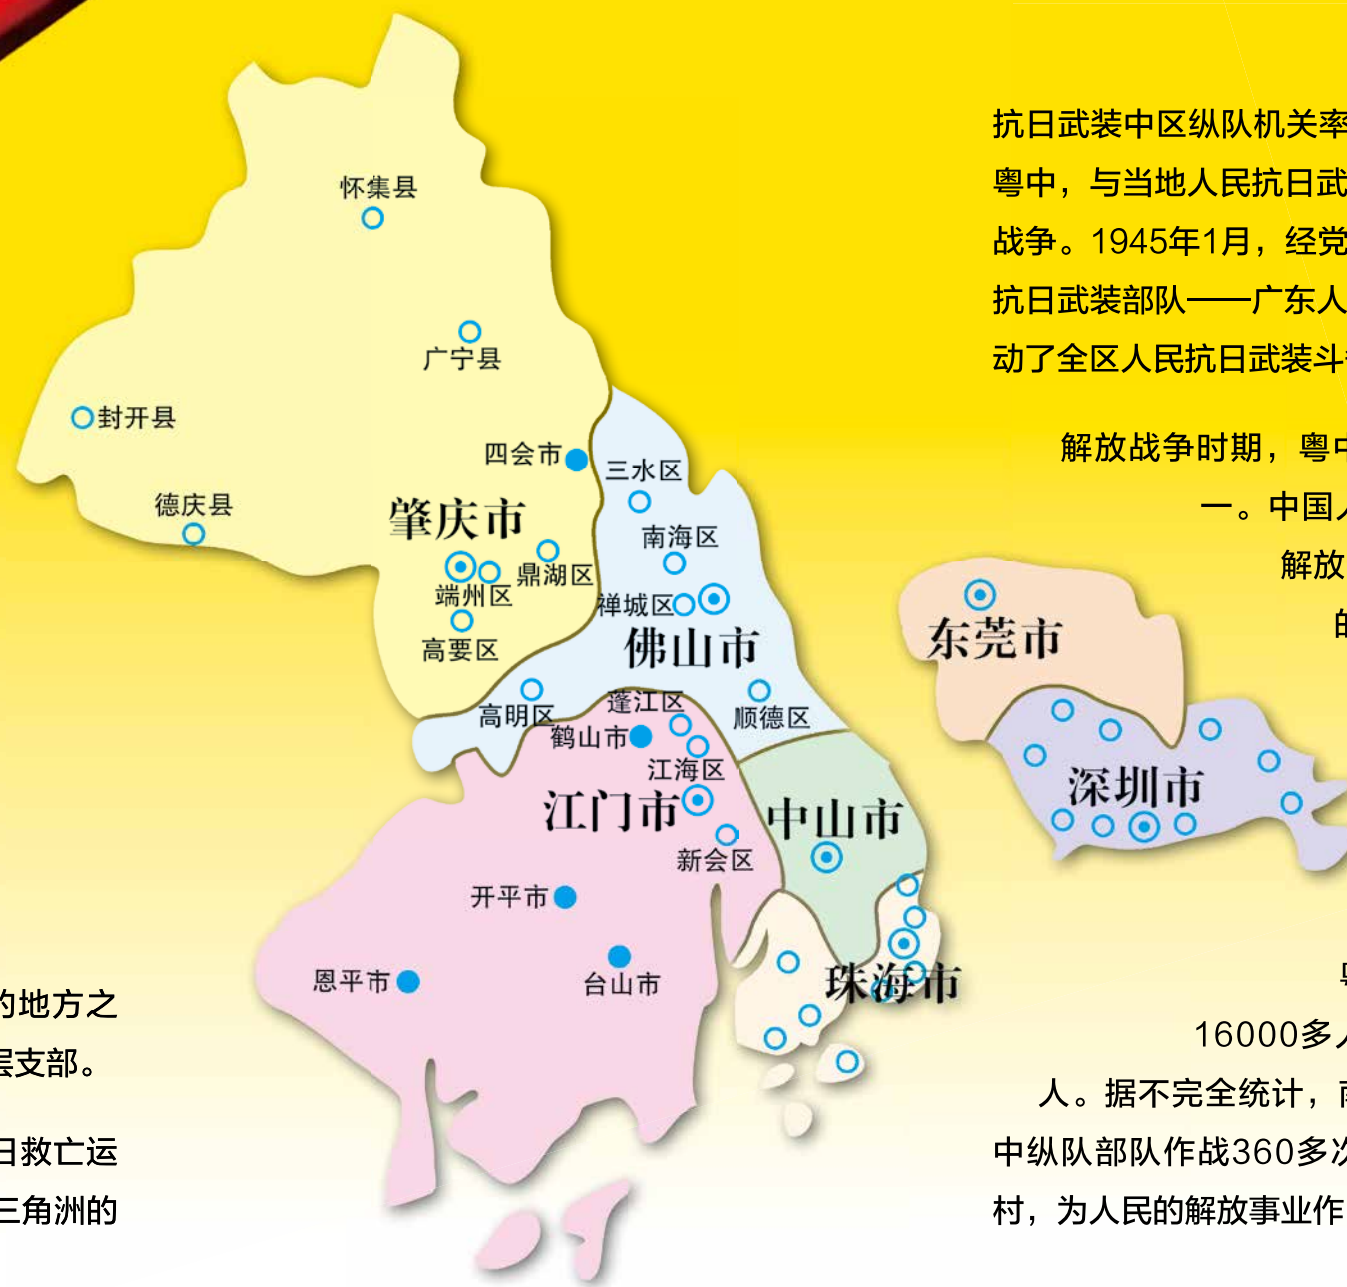 抗日武装中区纵队机关率
粤中，与当地人民抗日武
战争。1945年1月，经党
抗日武装部队——广东人
动了全区人民抗日武装斗
解放战争时期，粤中
一。中国人
解放
的
怀集县
广宁县
封开县
四会市
德庆县
肇庆市
鼎湖区
端州区
高要区
三水区
南海区
禅城区
佛山市
高明区
顺德区
蓬江区
鹤山市
江海区
江门市
新会区
开平市
恩平市
台山市
中山市
珠海市
东莞市
深圳市
的地方之
层支部。
日救亡运
三角洲的
16000多人
人。据不完全统计，南
中纵队部队作战360多次
村，为人民的解放事业作